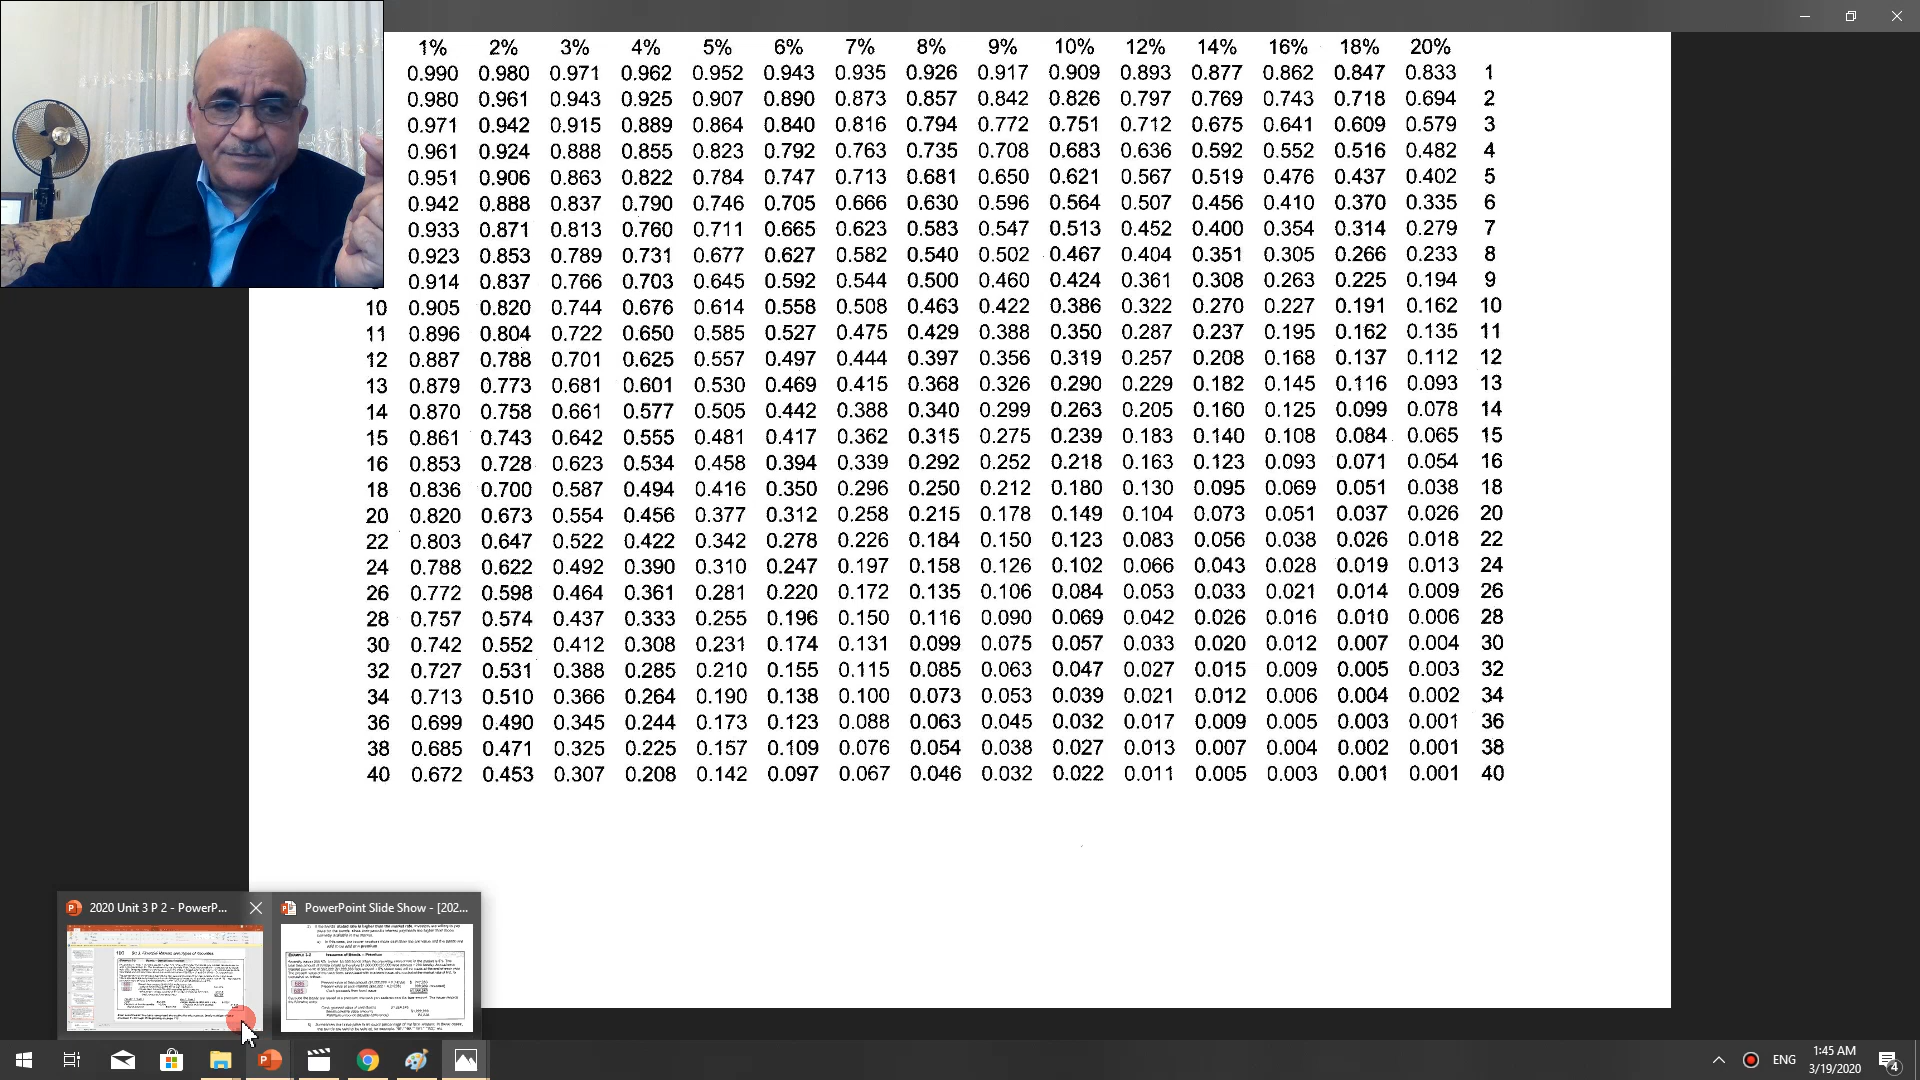 1% 2% 3% 4% 5% 6% 7% 8% 9% 10% 12% 14% 16% 18% 20%
0.990 0.980 0.971 0.962 0.952 0.943 0.935 0.926 0.917 0.909 0.893 0.877 0.862 0.847 0.833 1
0.980 0.961 0.943 0.925 0.907 0.890 0.873 0.857 0.842 0.826 0.797 0.769 0.743 0.718 0.694 2
0.971 0.942 0.915 0.889 0.864 0.840 0.816 0.794 0.772 0.751 0.712 0.675 0.641 0.609 0.579 3
0.961 0.924 0.888 0.855 0.823 0.792 0.763 0.735 0.708 0.683 0.636 0.592 0.552 0.516 0.482 4
0.951 0.906 0.863 0.822 0.784 0.747 0.713 0.681 0.650 0.621 0.567 0.519 0.476 0.437 0.402 5
0.942 0.888 0.837 0.790 0.746 0.705 0.666 0.630 0.596 0.564 0.507 0.456 0.410 0.370 0.335 6
0.933 0.871 0.813 0.760 0.711 0.665 0.623 0.583 0.547 0.513 0.452 0.400 0.354 0.314 0.279 7
0.923 0.853 0.789 0.731 0.677 0.627 0.582 0.540 0.502 0.467 0.404 0.351 0.305 0.266 0.233 8
0.914 0.837 0.766 0.703 0.645 0.592 0.544 0.500 0.460 0.424 0.361 0.308 0.263 0.225 0.194 9
10 0.905 0.820 0.744 0.676 0.614 0.558 0.508 0.463 0.422 0.386 0.322 0.270 0.227 0.191 0.162 10
11 0.896 0.804 0.722 0.650 0.585 0.527 0.475 0.429 0.388 0.350 0.287 0.237 0.195 0.162 0.135 11
12 0.887 0.788 0.701 0.625 0.557 0.497 0.444 0.397 0.356 0.319 0.257 0.208 0.168 0.137 0.112 12
13 0.879 0.773 0.681 0.601 0.530 0.469 0.415 0.368 0.326 0.290 0.229 0.182 0.145 0.116 0.093 13
14 0.870 0.758 0.661 0.577 0.505 0.442 0.388 0.340 0.299 0.263 0.205 0.160 0.125 0.099 0.078 14
15 0.861 0.743 0.642 0.555 0.481 0.417 0.362 0.315 0.275 0.239 0.183 0.140 0.108 0.084 0.065 15
16 0.853 0.728 0.623 0.534 0.458 0.394 0.339 0.292 0.252 0.218 0.163 0.123 0.093 0.071 0.054 16
18 0.836 0.700 0.587 0.494 0.416 0.350 0.296 0.250 0.212 0.180 0.130 0.095 0.069 0.051 0.038 18
20 0.820 0.673 0.554 0.456 0.377 0.312 0.258 0.215 0.178 0.149 0.104 0.073 0.051 0.037 0.026 20
22 0.803 0.647 0.522 0.422 0.342 0.278 0.226 0.184 0.150 0.123 0.083 0.056 0.038 0.026 0.018 22
24 0.788 0.622 0.492 0.390 0.310 0.247 0.197 0.158 0.126 0.102 0.066 0.043 0.028 0.019 0.013 24
26 0.772 0.598 0.464 0.361 0.281 0.220 0.172 0.135 0.106 0.084 0.053 0.033 0.021 0.014 0.009 26
28 0.757 0.574 0.437 0.333 0.255 0.196 0.150 0.116 0.090 0.069 0.042 0.026 0.016 0.010 0.006 28
30 0.742 0.552 0.412 0.308 0.231 0.174 0.131 0.099 0.075 0.057 0.033 0.020 0.012 0.007 0.004 30
32 0.727 0.531 0.388 0.285 0.210 0.155 0.115 0.085 0.063 0.047 0.027 0.015 0.009 0.005 0.003 32
34 0.713 0.510 0.366 0.264 0.190 0.138 0.100 0.073 0.053 0.039 0.021 0.012 0.006 0.004 0.002 34
36 0.699 0.490 0.345 0.244 0.173 0.123 0.088 0.063 0.045 0.032 0.017 0.009 0.005 0.003 0.001 36
38 0.685 0.471 0.325 0.225 0.157 0.109 0.076 0.054 0.038 0.027 0.013 0.007 0.004 0.002 0.001 38
40 0.672 0.453 0.307 0.208 0.142 0.097 0.067 0.046 0.032 0.022 0.011 0.005 0.003 0.001 0.001 40
2020 Unit 3 P 2 - PowerP...
PowerPoint Slide Show - [202...
ENG
1:45 AM
3/19/2020
4